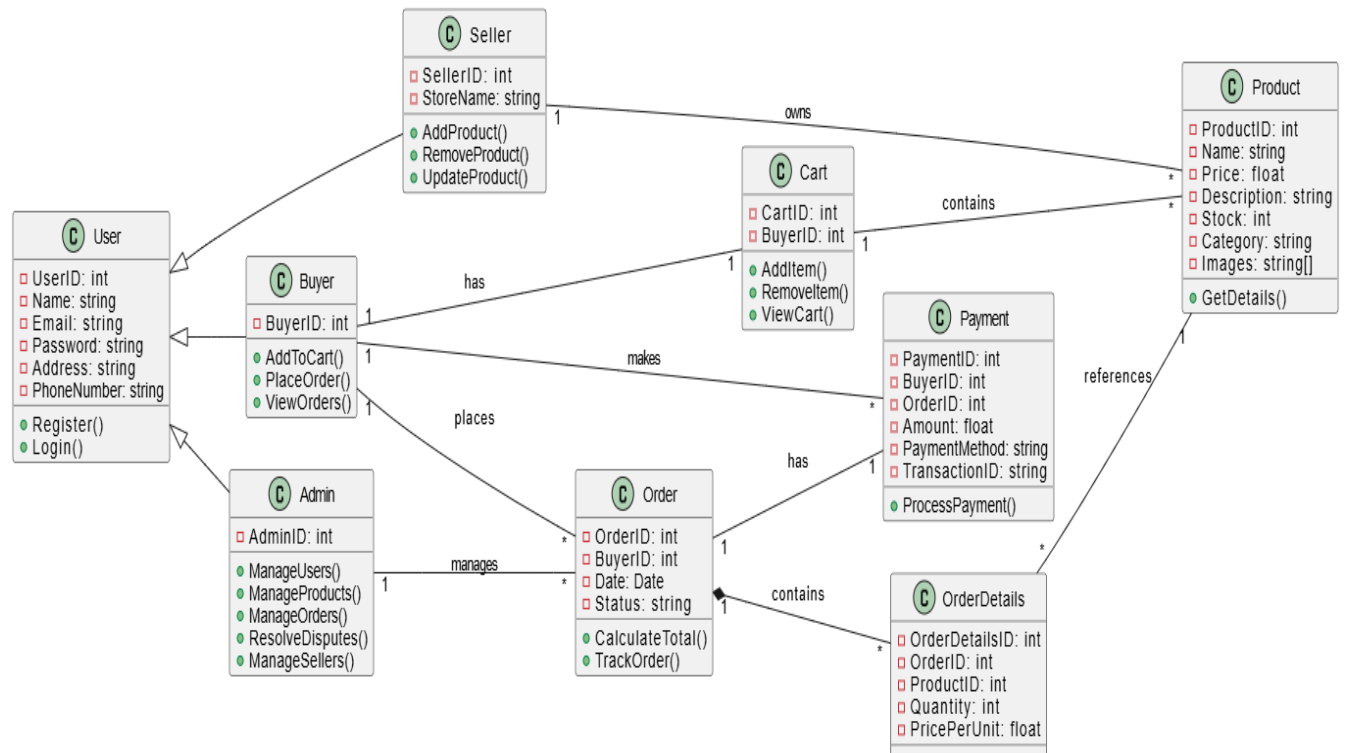 C Seller
SellerID: int
StoreName: string
AddProduct()
RemoveProduct()
UpdateProduct()
1
owns
*
C Product
ProductID: int
Name: string
Price: float
Description: string
Stock: int
Category: string
Images: string[]
GetDetails()
C Cart
CartID: int
BuyerID: int
AddItem()
RemoveItem()
ViewCart()
1
contains
*
C User
UserID: int
Name: string
Email: string
Password: string
Address: string
PhoneNumber: string
Register()
Login()
C Buyer
BuyerID: int
AddToCart()
PlaceOrder()
ViewOrders()
1
has
1
1
makes
*
1
places
*
C Payment
PaymentID: int
BuyerID: int
OrderID: int
Amount: float
PaymentMethod: string
TransactionID: string
ProcessPayment()
1
references
*
C Admin
AdminID: int
ManageUsers()
ManageProducts()
ManageOrders()
ResolveDisputes()
ManageSellers()
1
manages
*
C Order
OrderID: int
BuyerID: int
Date: Date
Status: string
CalculateTotal()
TrackOrder()
1
has
1
1
contains
*
C OrderDetails
OrderDetailsID: int
OrderID: int
ProductID: int
Quantity: int
PricePerUnit: float